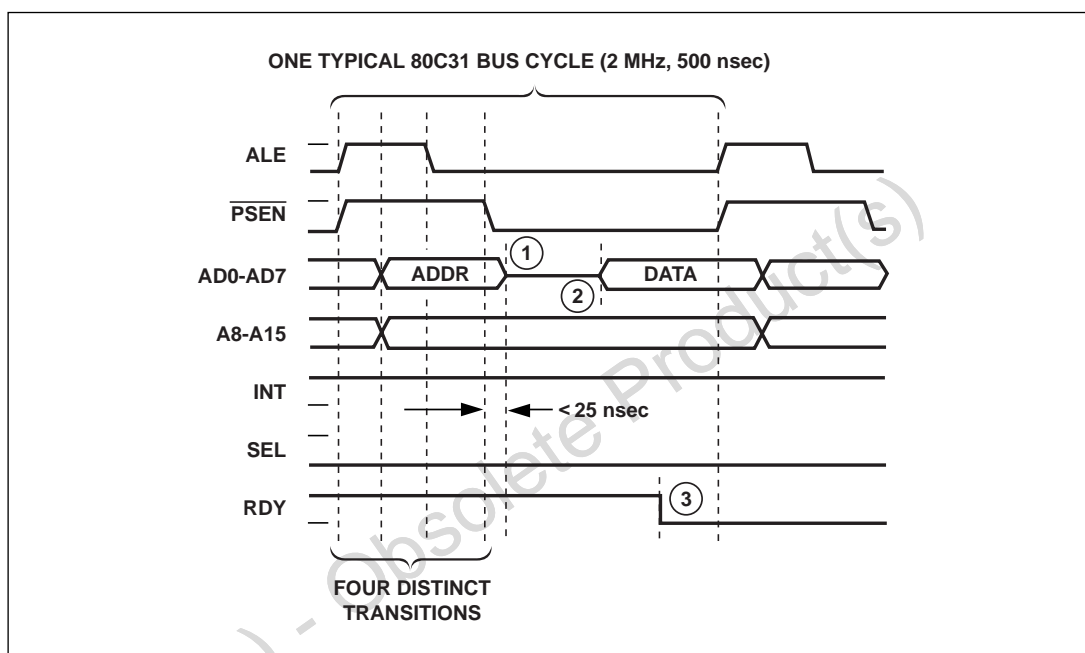 ONE TYPICAL 80C31 BUS CYCLE (2 MHz, 500 nsec)
ALE
PSEN
AD0-AD7
ADDR
1
2
DATA
A8-A15
INT
< 25 nsec
SEL
RDY
3
FOUR DISTINCT
TRANSITIONS
) - Obsolete Product(s)